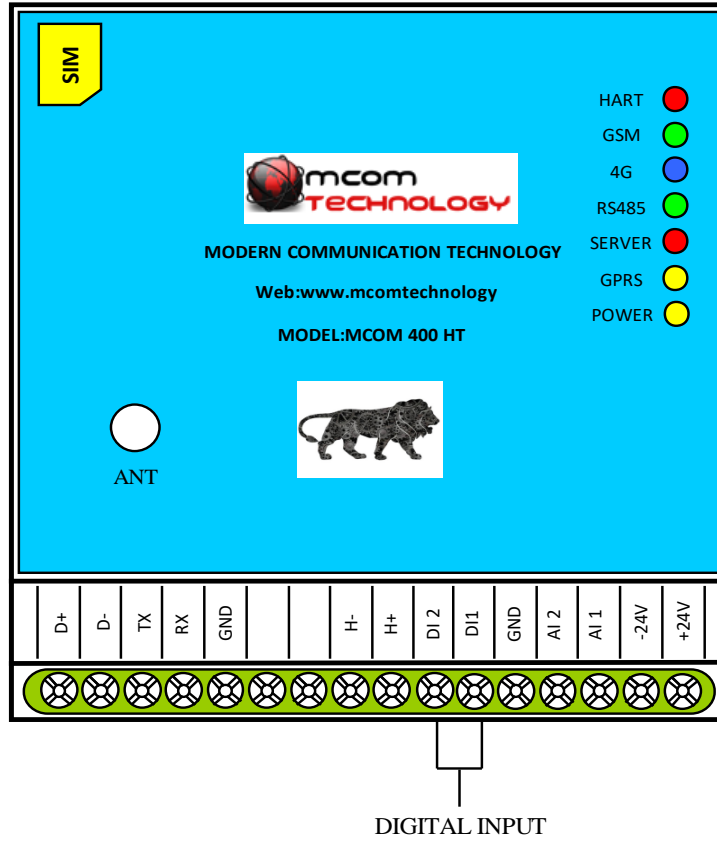 SIM
HART
GSM
4G
RS485
SERVER
GPRS
POWER
mcom
TECHNOLOGY
MODERN COMMUNICATION TECHNOLOGY
Web:www.mcomtechnology
MODEL:MCOM 400 HT
ANT
D+ D- TX RX GND H- H+ DI 2 DI1 GND AI 2 AI 1 -24V +24V
DIGITAL INPUT